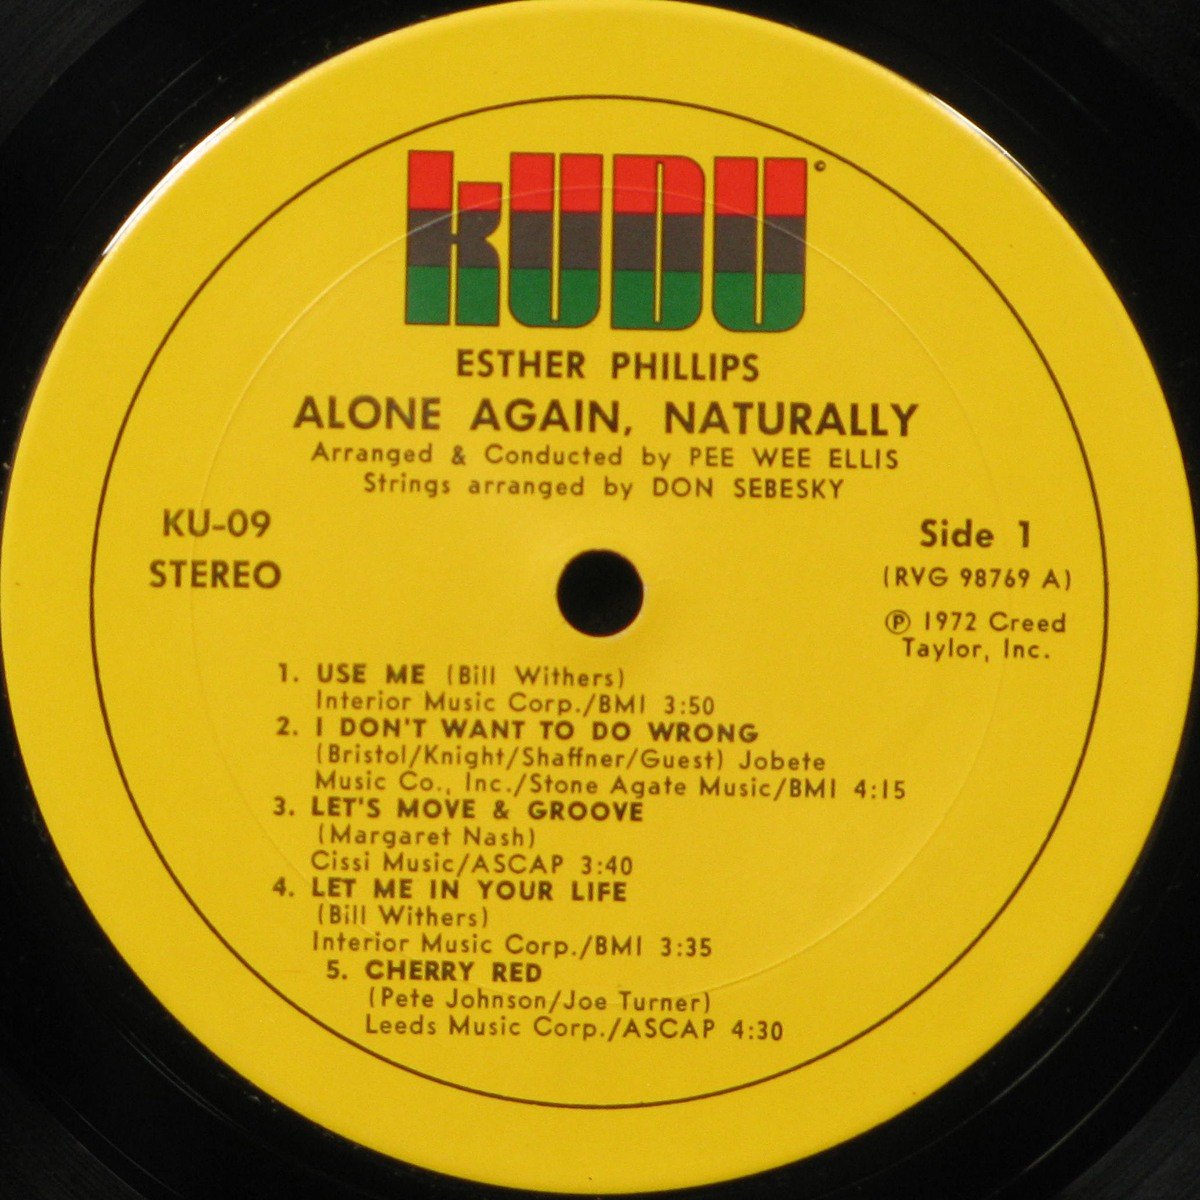 KUDU ©
ESTHER PHILLIPS
ALONE AGAIN, NATURALLY
Arranged & Conducted by PEE WEE ELLIS
Strings arranged by DON SEBESKY
KU-09
STEREO
Side 1
(RVG 98769 A)
℗ 1972 Creed
Taylor, Inc.
1. USE ME (Bill Withers)
Interior Music Corp./BMI 3:50
2. I DON'T WANT TO DO WRONG
(Bristol/Knight/Shaffner/Guest) Jobete
Music Co., Inc./Stone Agate Music/BMI 4:15
3. LET'S MOVE & GROOVE
(Margaret Nash)
Cissi Music/ASCAP 3:40
4. LET ME IN YOUR LIFE
(Bill Withers)
Interior Music Corp./BMI 3:35
5. CHERRY RED
(Pete Johnson/Joe Turner)
Leeds Music Corp./ASCAP 4:30